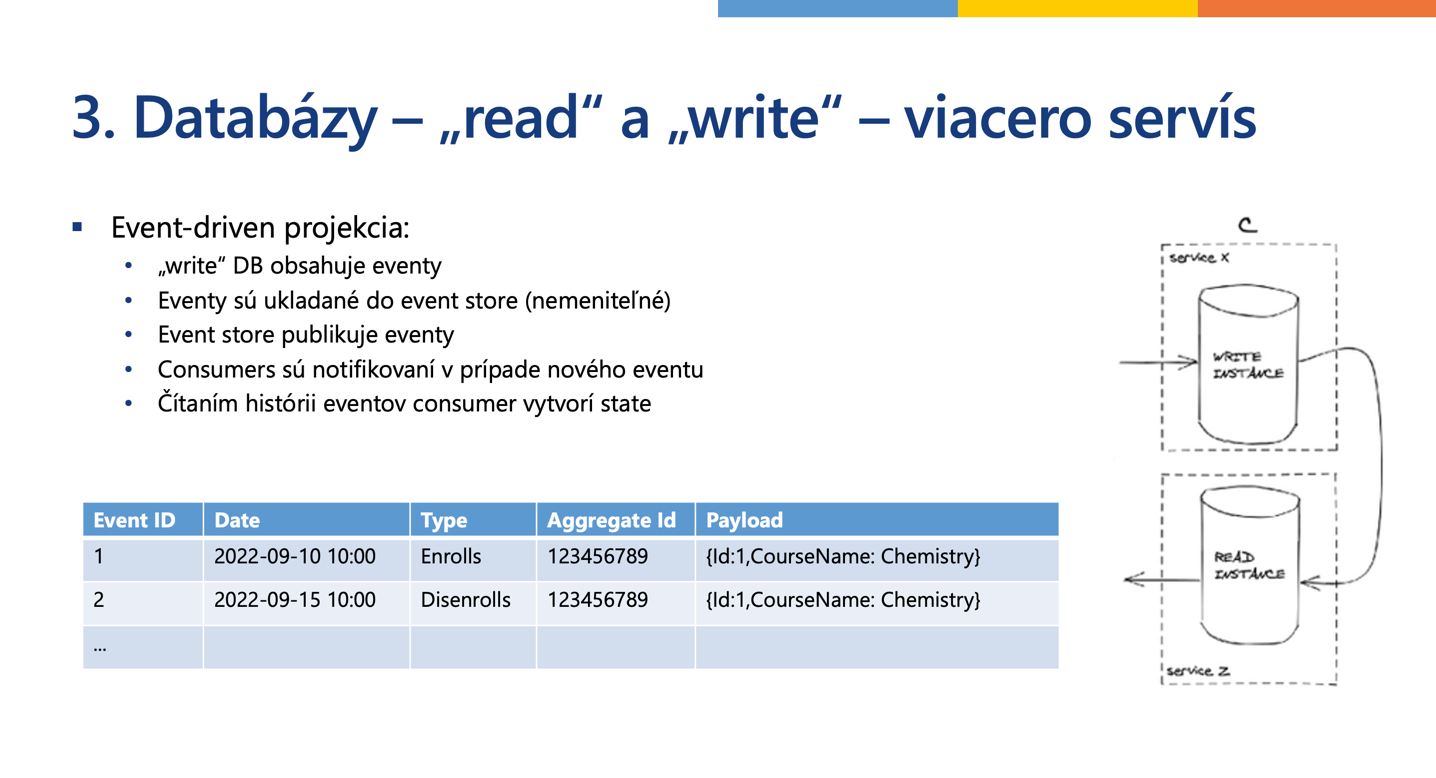 3. Databázy – „read“ a „write“ – viacero servís
Event-driven projekcia:
„write“ DB obsahuje eventy
Eventy sú ukladané do event store (nemeniteľné)
Event store publikuje eventy
Consumers sú notifikovaní v prípade nového eventu
Čítaním histórii eventov consumer vytvorí state
Event ID Date Type Aggregate Id Payload
1 2022-09-10 10:00 Enrolls 123456789 {Id:1,CourseName: Chemistry}
2 2022-09-15 10:00 Disenrolls 123456789 {Id:1,CourseName: Chemistry}
...
C
service X
WRITE
INSTANCE
READ
INSTANCE
service Z